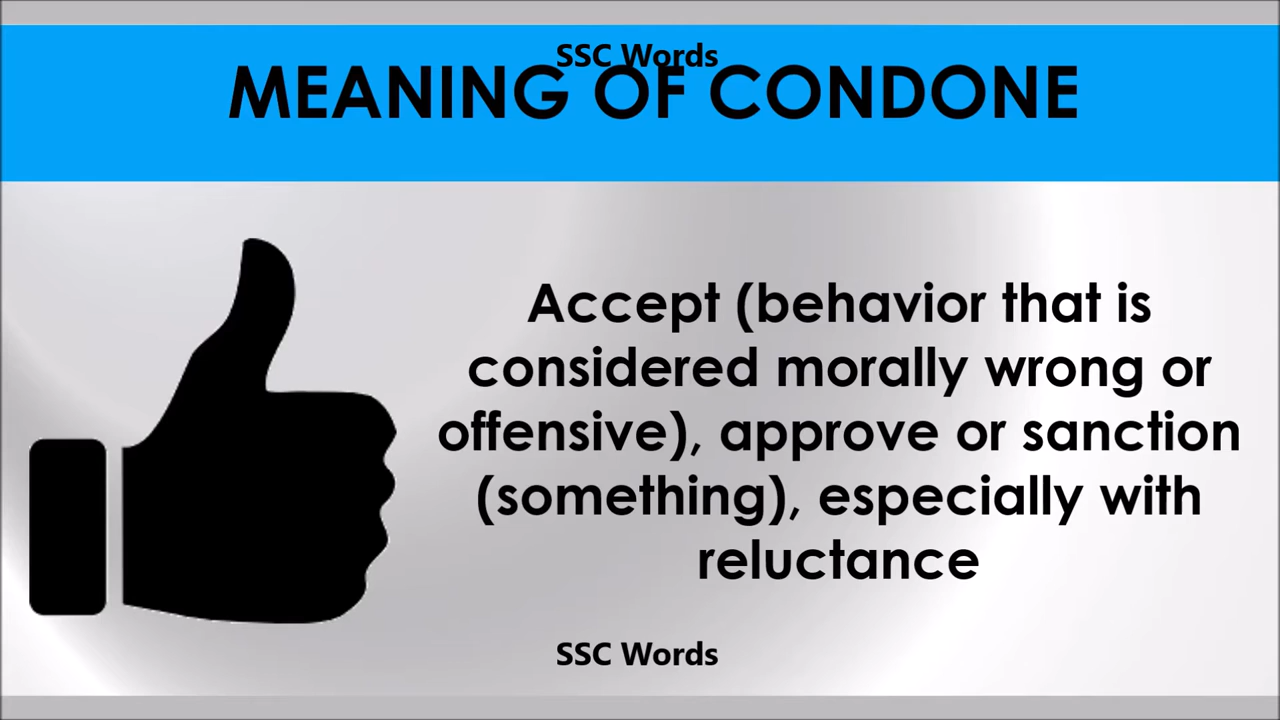 SSC Words
MEANING OF CONDONE
Accept (behavior that is
considered morally wrong or
offensive), approve or sanction
(something), especially with
reluctance
SSC Words